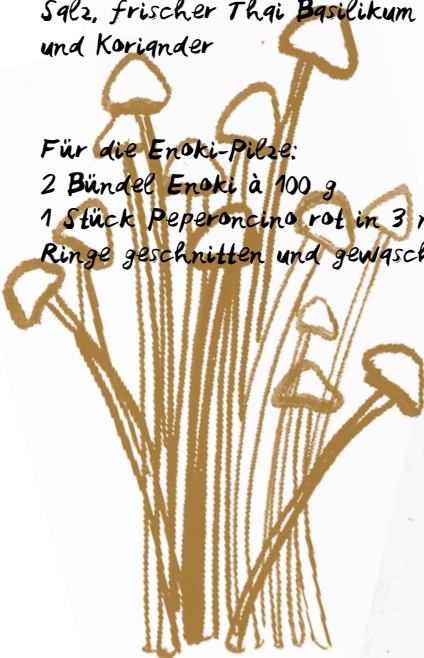 Salz, frischer Thai Basilikum
und Koriander
Für die Enoki-Pilze:
2 Bündel Enoki à 100 g
1 Stück Peperoncino rot in 3
Ringe geschnitten und